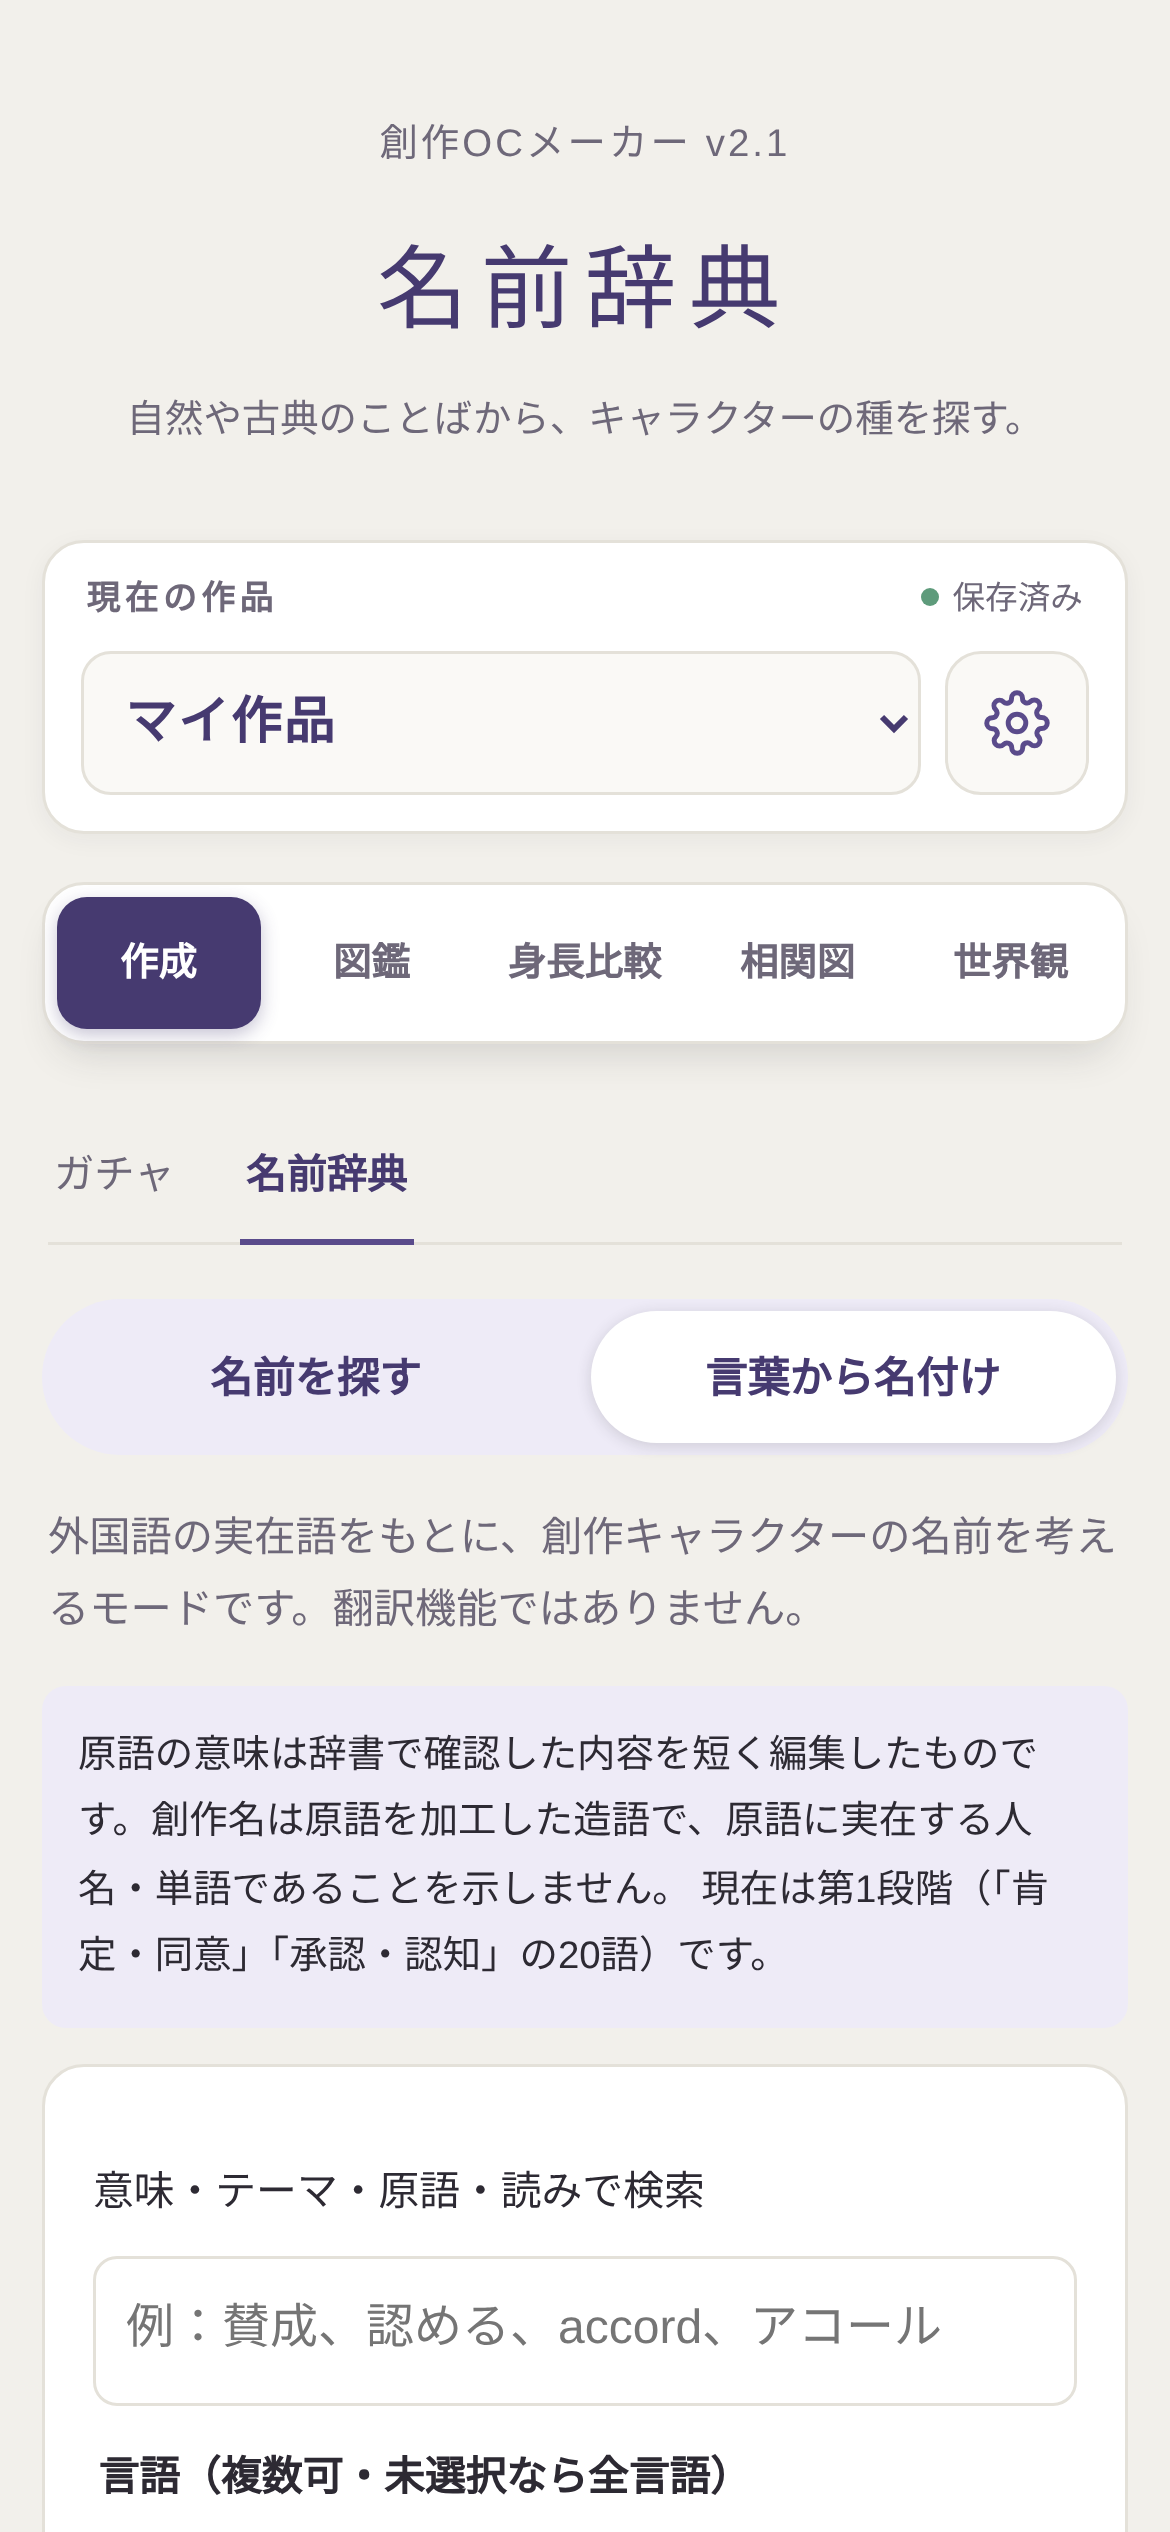 創作OCメーカー v2.1
名前辞典
自然や古典のことばから、キャラクターの種を探す。
現在の作品
保存済み
マイ作品
作成 図鑑 身長比較 相関図 世界観
ガチャ 名前辞典
名前を探す 言葉から名付け
外国語の実在語をもとに、創作キャラクターの名前を考え
るモードです。翻訳機能ではありません。
原語の意味は辞書で確認した内容を短く編集したもので
す。創作名は原語を加工した造語で、原語に実在する人
名・単語であることを示しません。 現在は第1段階（「肯
定・同意」「承認・認知」の20語）です。
意味・テーマ・原語・読みで検索
例：賛成、認める、accord、アコール
言語（複数可・未選択なら全言語）